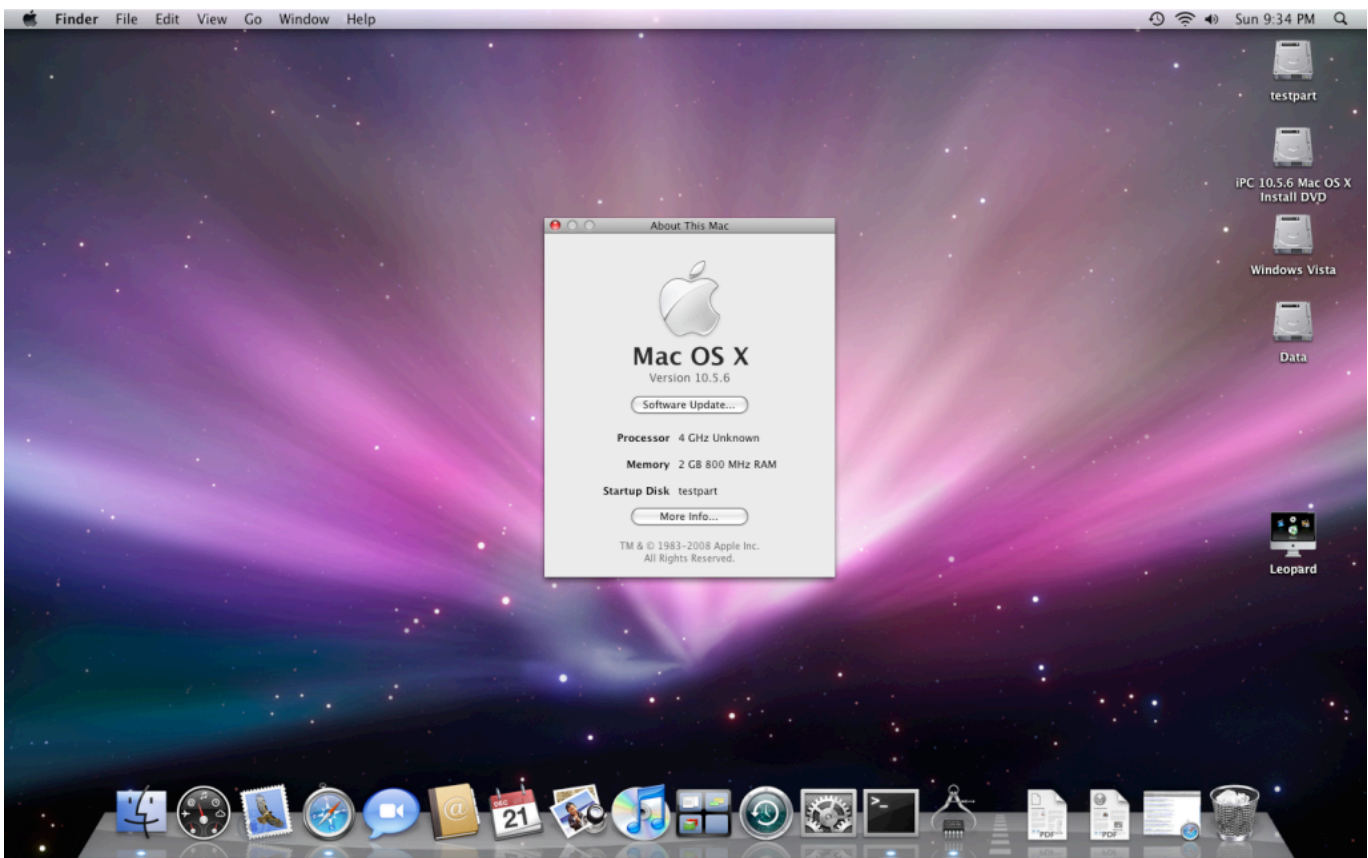 Finder File Edit View Go Window Help
Sun 9:34 PM
testpart
iPC 10.5.6 Mac OS X
Install DVD
Windows Vista
Data
Leopard
About This Mac
Mac OS X
Version 10.5.6
Software Update...
Processor 4 GHz Unknown
Memory 2 GB 800 MHz RAM
Startup Disk testpart
More Info...
TM & © 1983-2008 Apple Inc.
All Rights Reserved.
@
DEC
21
>_
PDF
PDF